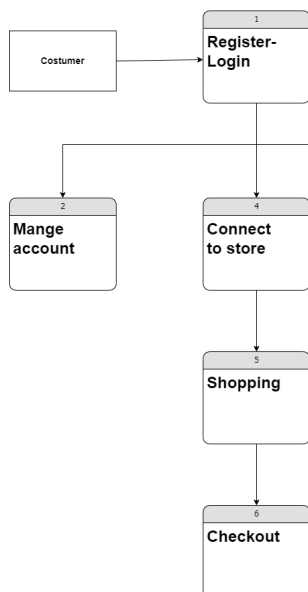 1
Register-
Login
Costumer
2
Mange
account
4
Connect
to store
5
Shopping
6
Checkout